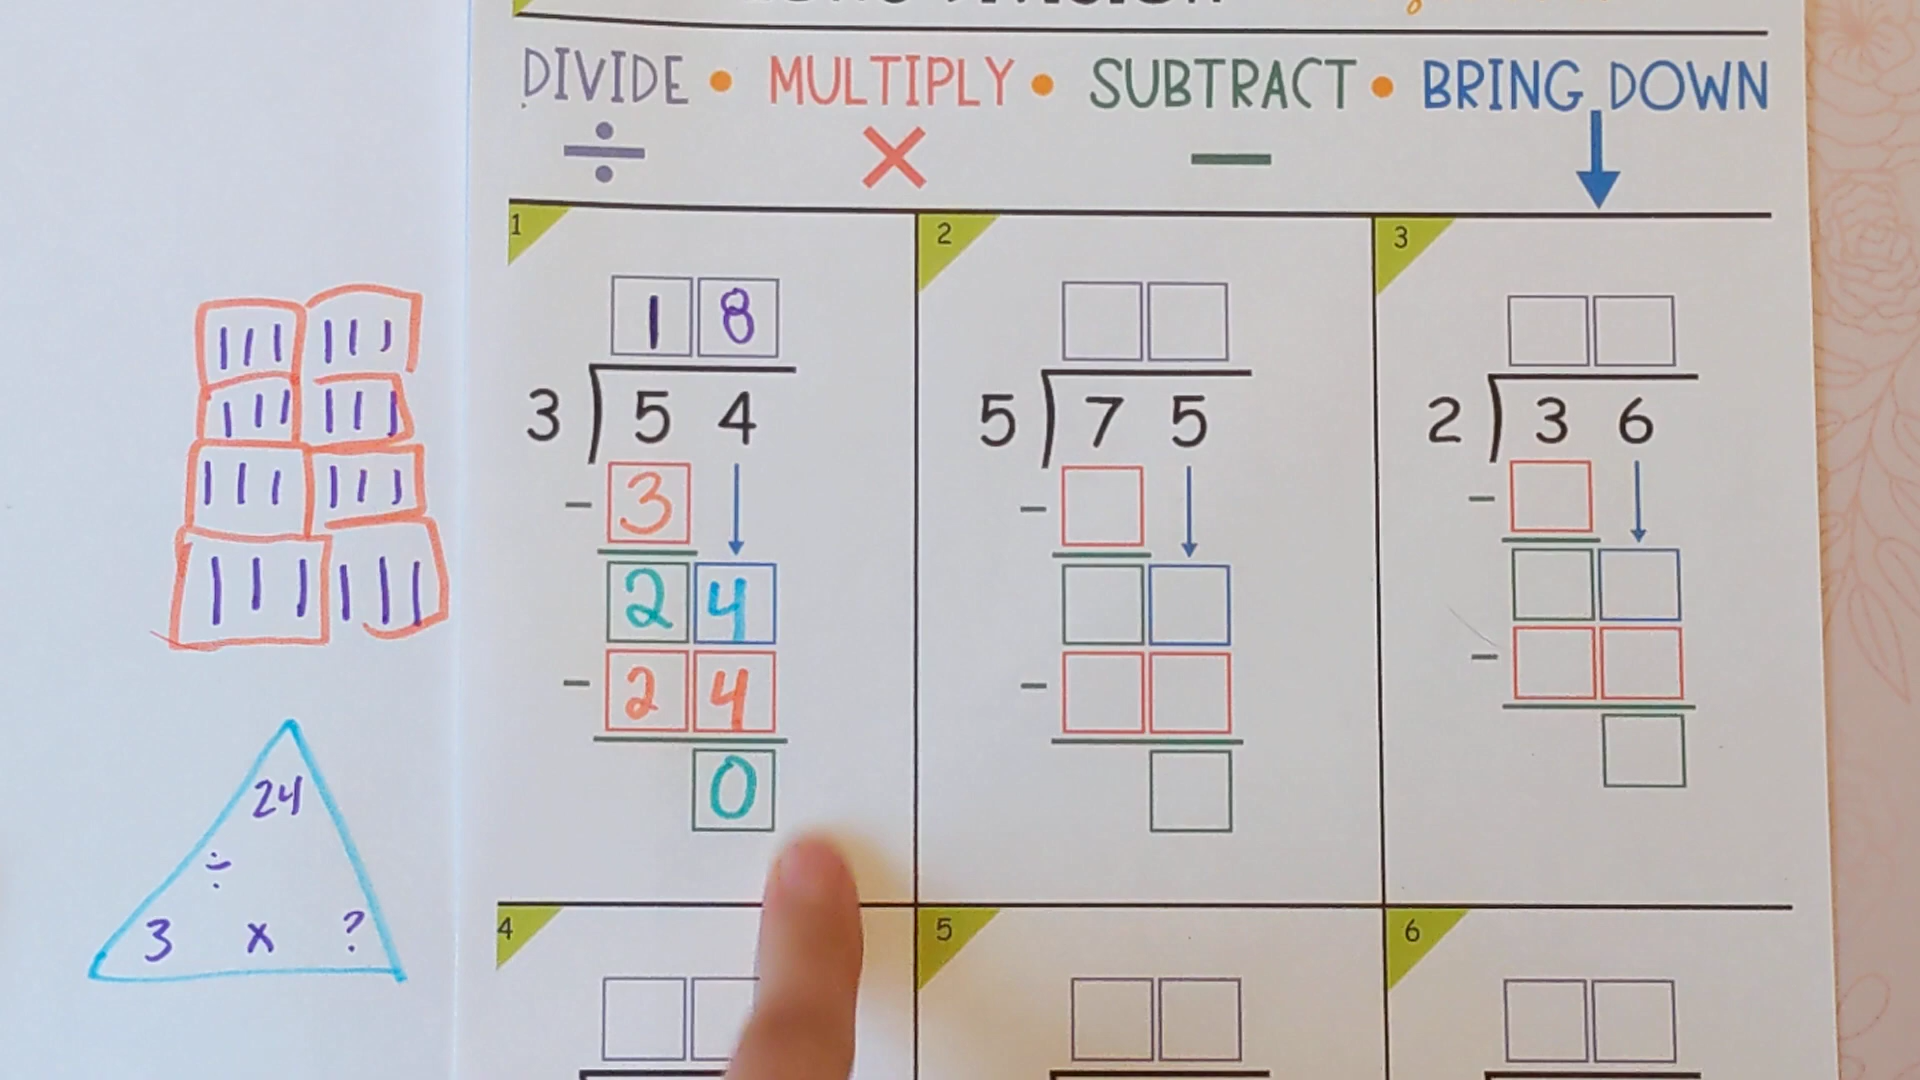 DIVIDE • MULTIPLY • SUBTRACT • BRING DOWN
÷ × − ↓
1
1 8
3 ) 5 4
− 3
2 4
− 2 4
0
2
5 ) 7 5
−
−
3
2 ) 3 6
−
−
24
÷
3 x ?
4
5
6